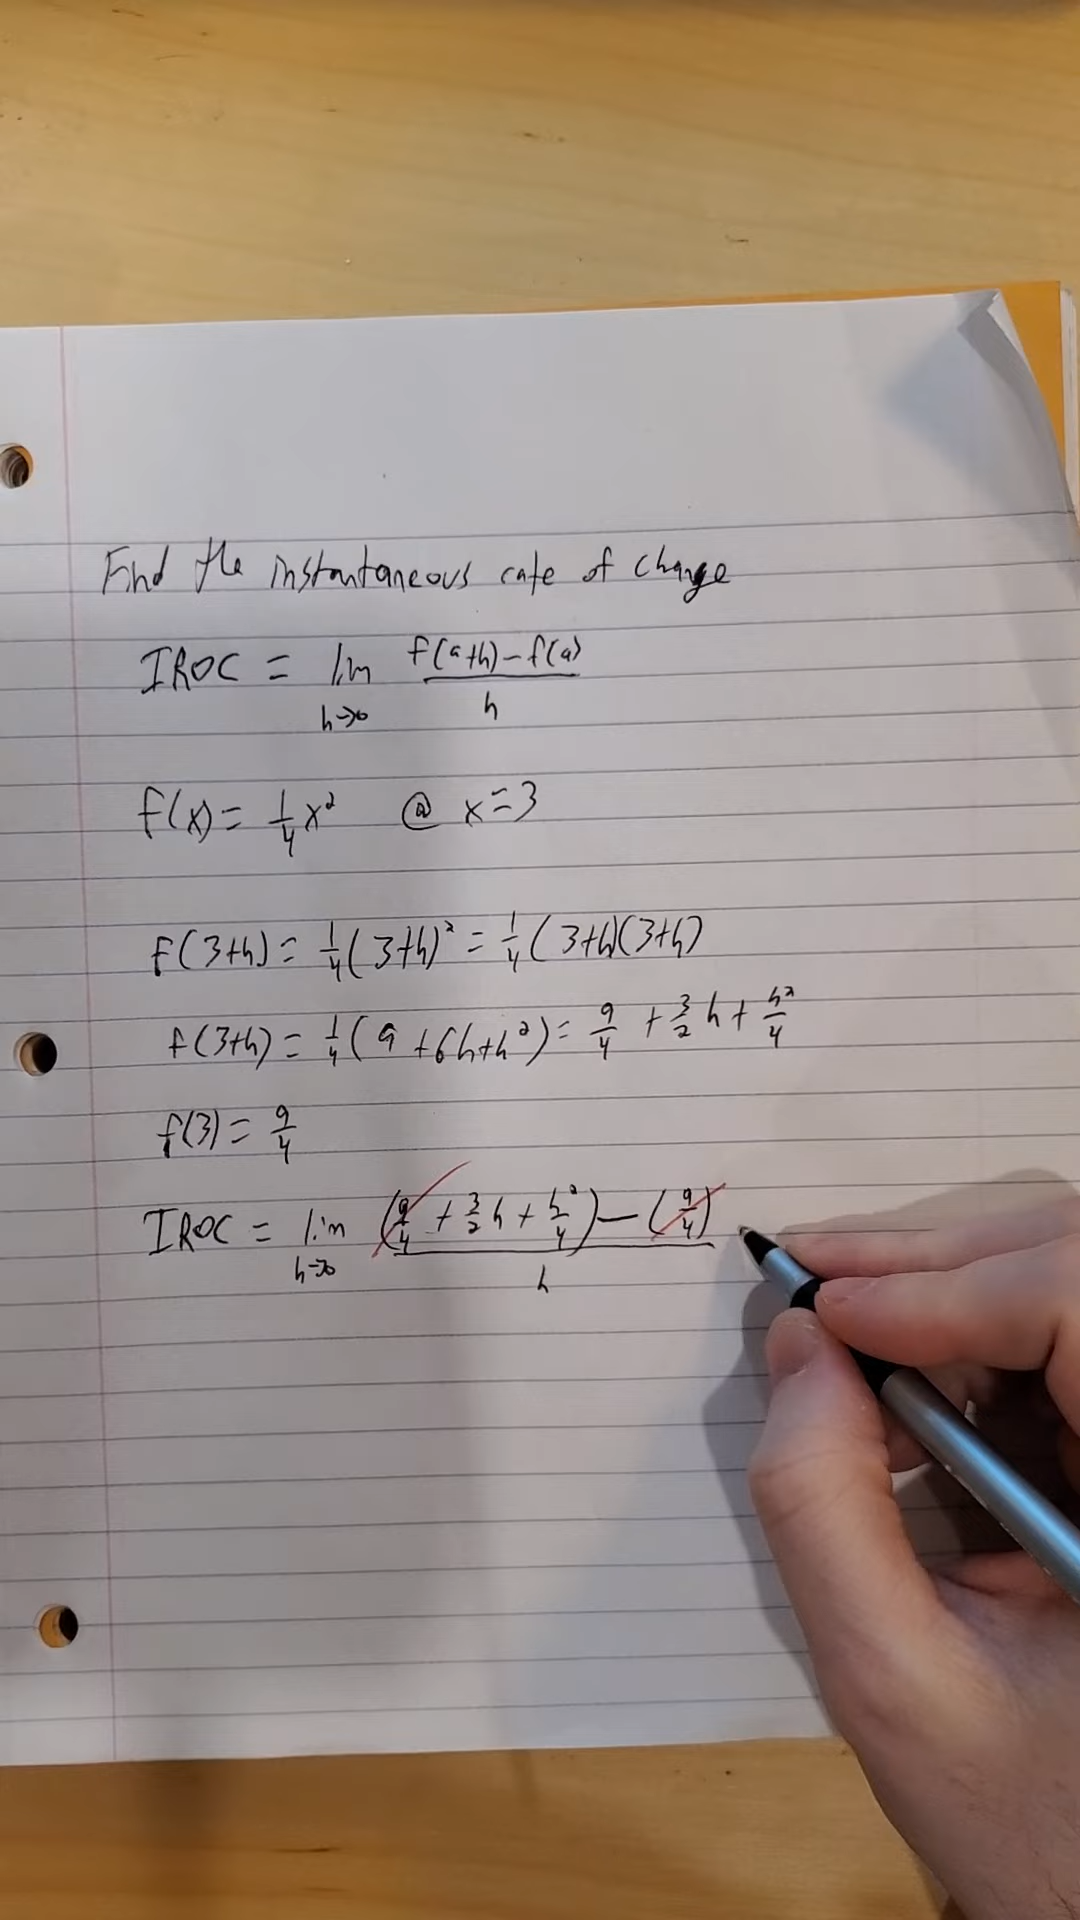 Find the instantaneous rate of change
IROC = lim h→0 (f(a+h) - f(a))/h
f(x) = 1/4 x² @ x=3
f(3+h) = 1/4(3+h)² = 1/4(3+h)(3+h)
f(3+h) = 1/4(9+6h+h²) = 9/4 + 3/2 h + h²/4
f(3) = 9/4
IROC = lim h→0 ((9/4 + 3/2 h + h²/4) - (9/4))/h